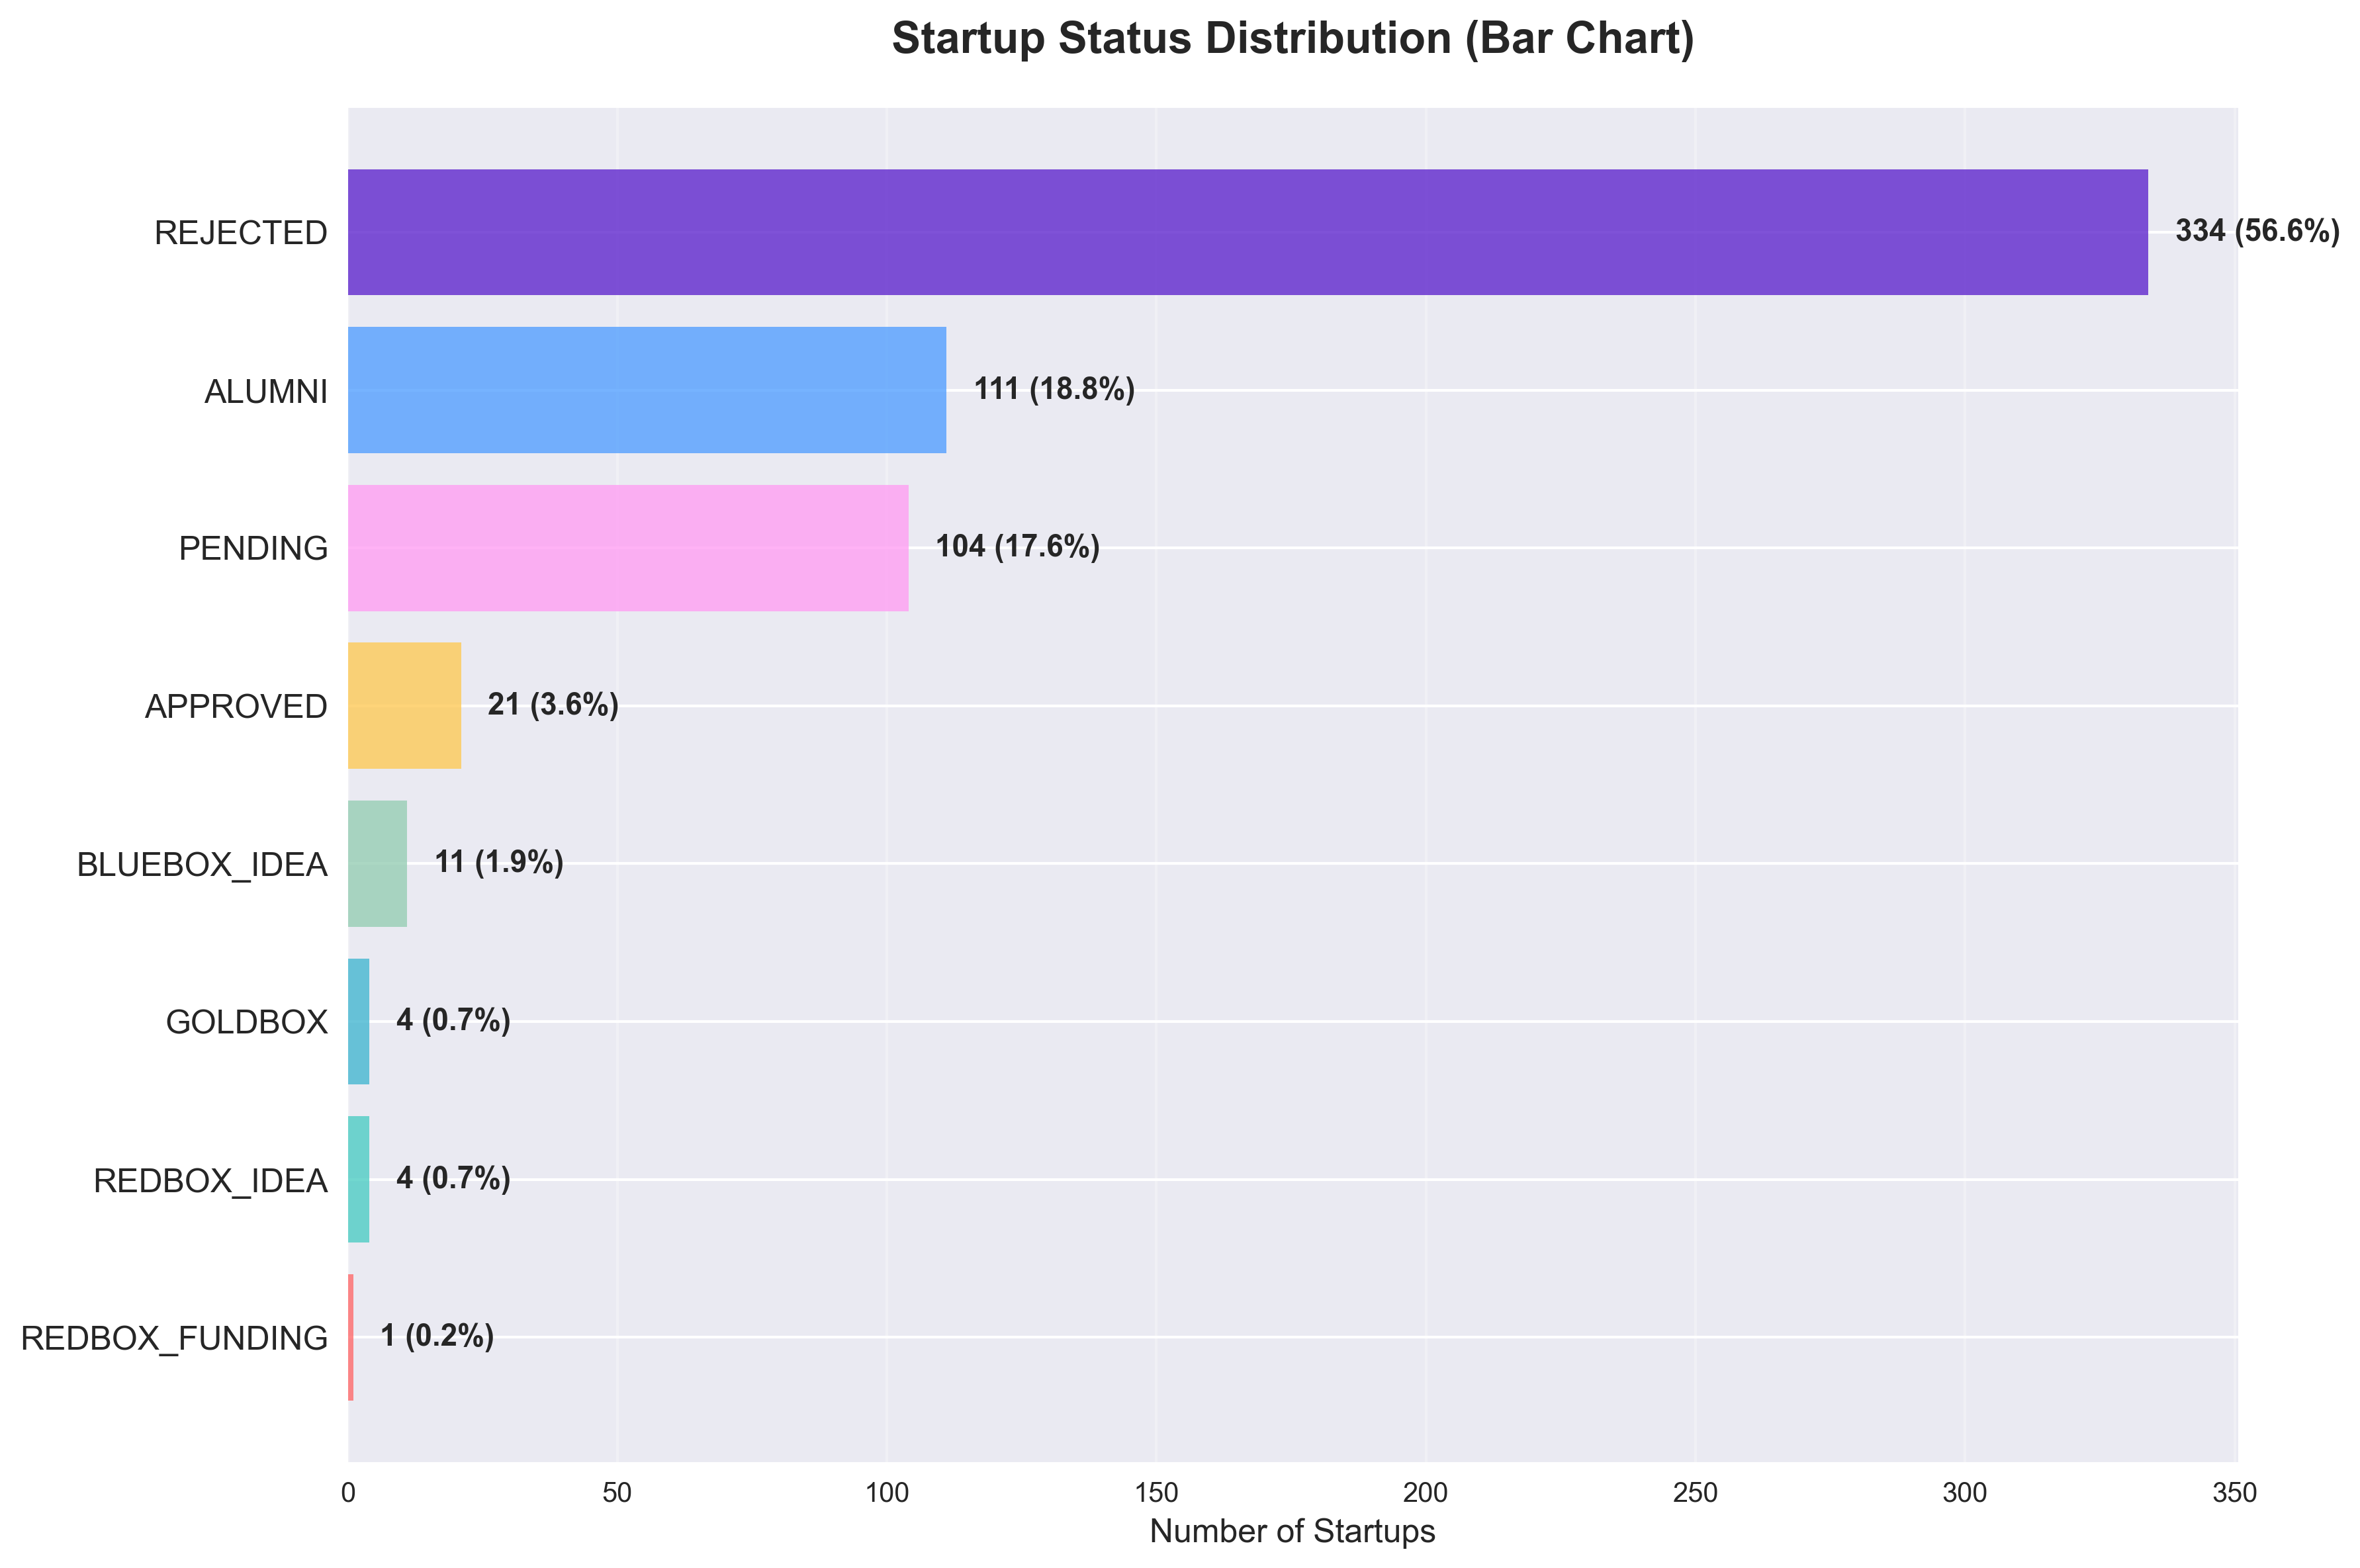 Startup Status Distribution (Bar Chart)
REJECTED
334 (56.6%)
ALUMNI
111 (18.8%)
PENDING
104 (17.6%)
APPROVED
21 (3.6%)
BLUEBOX_IDEA
11 (1.9%)
GOLDBOX
4 (0.7%)
REDBOX_IDEA
4 (0.7%)
REDBOX_FUNDING
1 (0.2%)
0 50 100 150 200 250 300 350
Number of Startups